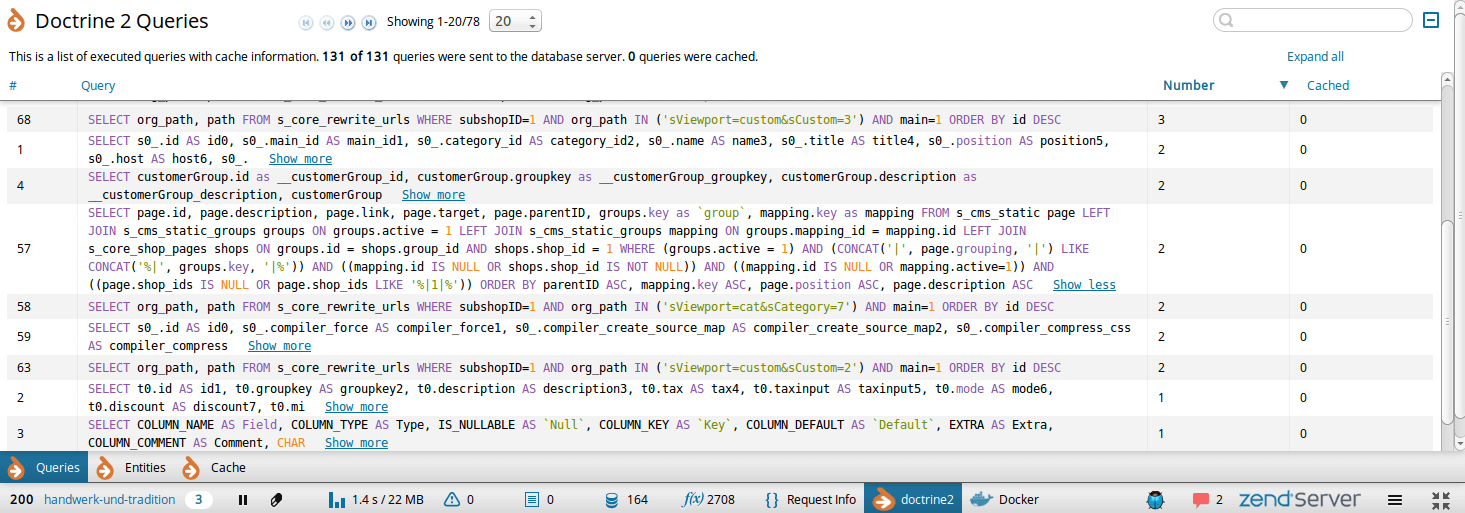 Doctrine 2 Queries
Showing 1-20/78
20
This is a list of executed queries with cache information. 131 of 131 queries were sent to the database server. 0 queries were cached.
Expand all
# Query Number Cached
68 SELECT org_path, path FROM s_core_rewrite_urls WHERE subshopID=1 AND org_path IN ('sViewport=custom&sCustom=3') AND main=1 ORDER BY id DESC 3 0
1 SELECT s0_.id AS id0, s0_.main_id AS main_id1, s0_.category_id AS category_id2, s0_.name AS name3, s0_.title AS title4, s0_.position AS position5, 2 0
s0_.host AS host6, s0_. Show more
4 SELECT customerGroup.id as __customerGroup_id, customerGroup.groupkey as __customerGroup_groupkey, customerGroup.description as 2 0
__customerGroup_description, customerGroup Show more
SELECT page.id, page.description, page.link, page.target, page.parentID, groups.key as `group`, mapping.key as mapping FROM s_cms_static page LEFT
JOIN s_cms_static_groups groups ON groups.active = 1 LEFT JOIN s_cms_static_groups mapping ON groups.mapping_id = mapping.id LEFT JOIN
57 s_core_shop_pages shops ON groups.id = shops.group_id AND shops.shop_id = 1 WHERE (groups.active = 1) AND (CONCAT('|', page.grouping, '|') LIKE 2 0
CONCAT('%|', groups.key, '|%')) AND ((mapping.id IS NULL OR shops.shop_id IS NOT NULL)) AND ((mapping.id IS NULL OR mapping.active=1)) AND
((page.shop_ids IS NULL OR page.shop_ids LIKE '%|1|%')) ORDER BY parentID ASC, mapping.key ASC, page.position ASC, page.description ASC Show less
58 SELECT org_path, path FROM s_core_rewrite_urls WHERE subshopID=1 AND org_path IN ('sViewport=cat&sCategory=7') AND main=1 ORDER BY id DESC 2 0
59 SELECT s0_.id AS id0, s0_.compiler_force AS compiler_force1, s0_.compiler_create_source_map AS compiler_create_source_map2, s0_.compiler_compress_css 2 0
AS compiler_compress Show more
63 SELECT org_path, path FROM s_core_rewrite_urls WHERE subshopID=1 AND org_path IN ('sViewport=custom&sCustom=2') AND main=1 ORDER BY id DESC 2 0
2 SELECT t0.id AS id1, t0.groupkey AS groupkey2, t0.description AS description3, t0.tax AS tax4, t0.taxinput AS taxinput5, t0.mode AS mode6, 1 0
t0.discount AS discount7, t0.mi Show more
3 SELECT COLUMN_NAME AS Field, COLUMN_TYPE AS Type, IS_NULLABLE AS `Null`, COLUMN_KEY AS `Key`, COLUMN_DEFAULT AS `Default`, EXTRA AS Extra, 1 0
COLUMN_COMMENT AS Comment, CHAR Show more
Queries Entities Cache
200 handwerk-und-tradition 3 1.4 s / 22 MB 0 0 164 f(x) 2708 {} Request Info doctrine2 Docker 2 zend Server